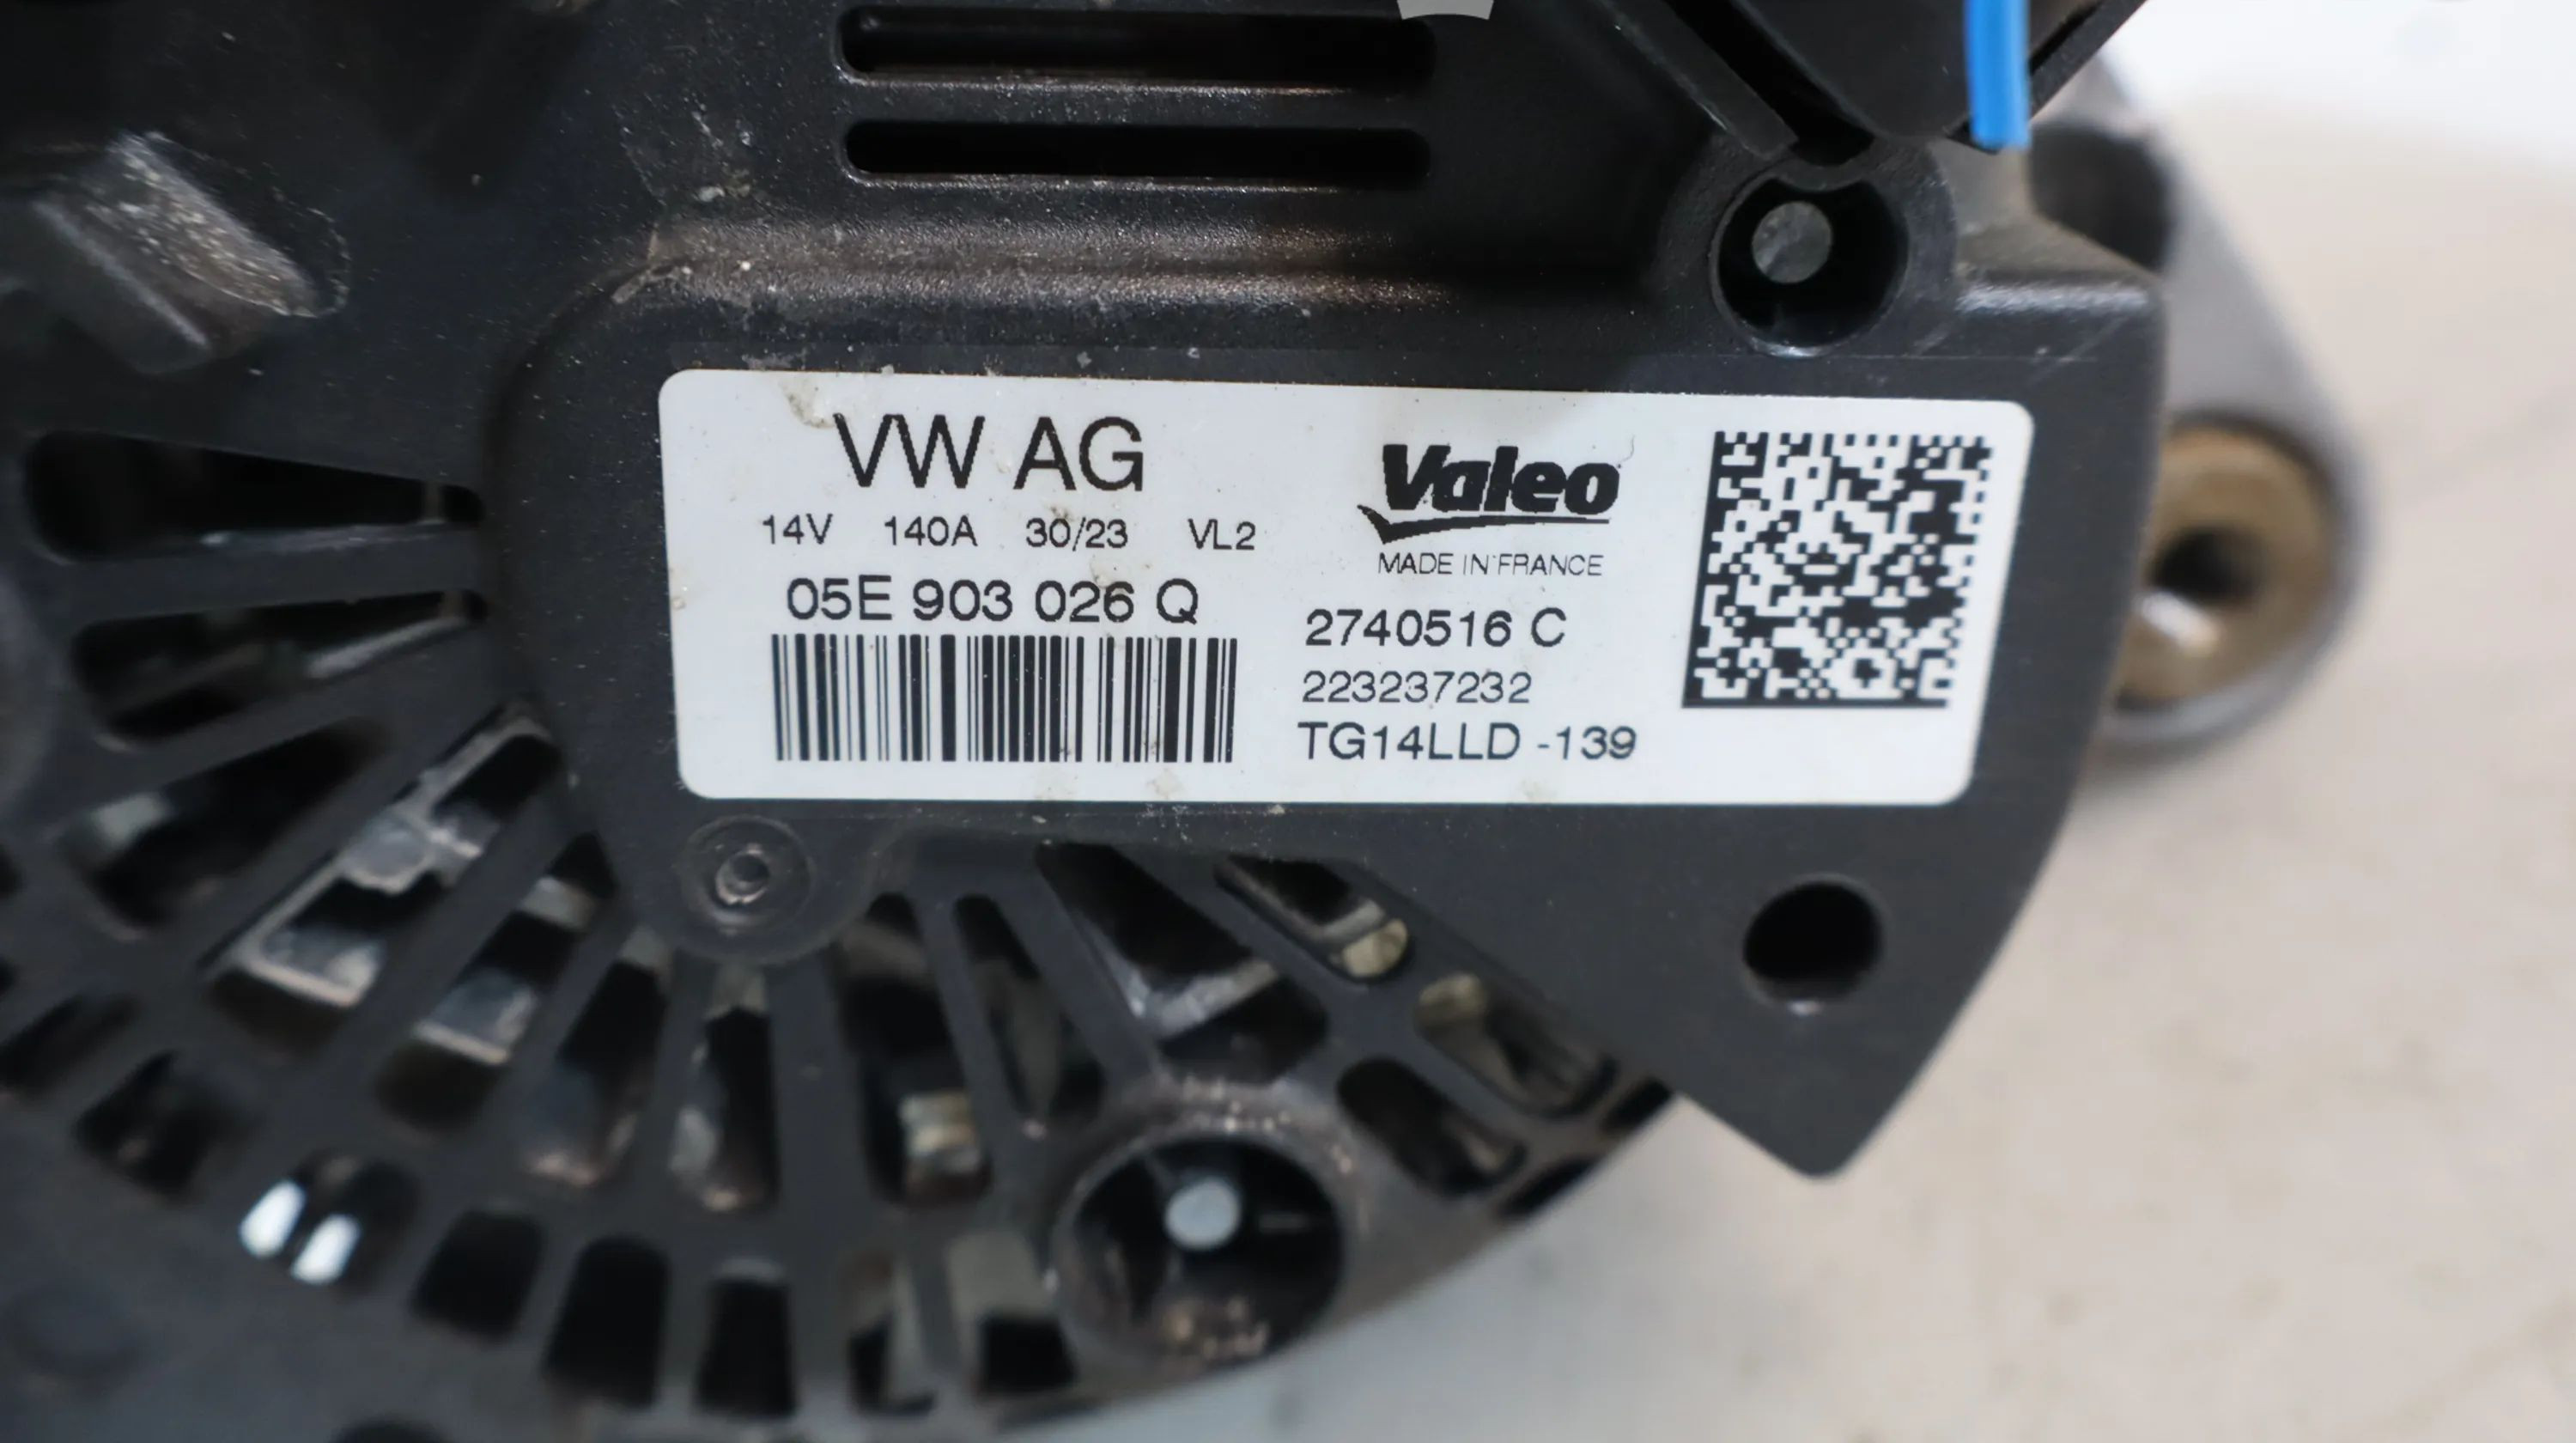 VW AG
14V 140A 30/23 VL2
05E 903 026 Q
Valeo
MADE IN FRANCE
2740516 C
223237232
TG14LLD -139